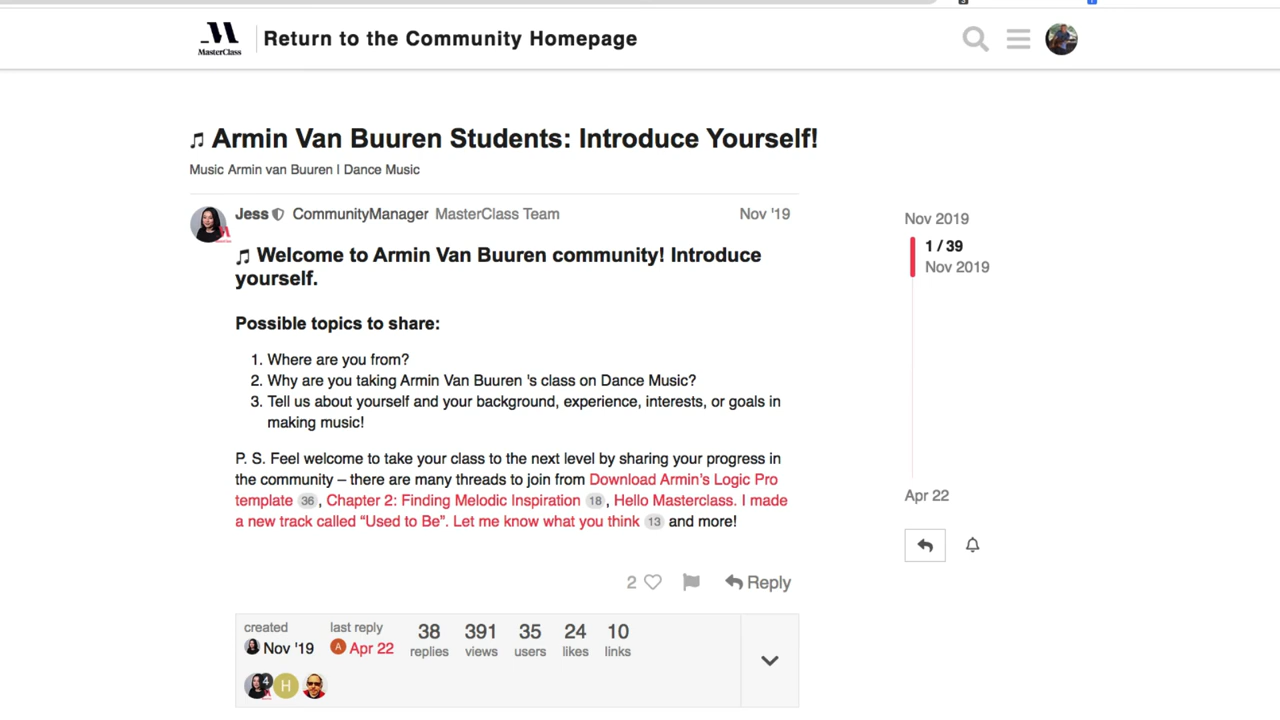 MasterClass
Return to the Community Homepage
Armin Van Buuren Students: Introduce Yourself!
Music Armin van Buuren | Dance Music
Jess CommunityManager MasterClass Team Nov '19
Welcome to Armin Van Buuren community! Introduce
yourself.
Possible topics to share:
1. Where are you from?
2. Why are you taking Armin Van Buuren 's class on Dance Music?
3. Tell us about yourself and your background, experience, interests, or goals in
making music!
P. S. Feel welcome to take your class to the next level by sharing your progress in
the community – there are many threads to join from Download Armin's Logic Pro
template 36 , Chapter 2: Finding Melodic Inspiration 18 , Hello Masterclass. I made
a new track called “Used to Be”. Let me know what you think 13 and more!
2 Reply
created last reply 38 391 35 24 10
Nov '19 A Apr 22 replies views users likes links
4 H
Nov 2019
1 / 39
Nov 2019
Apr 22